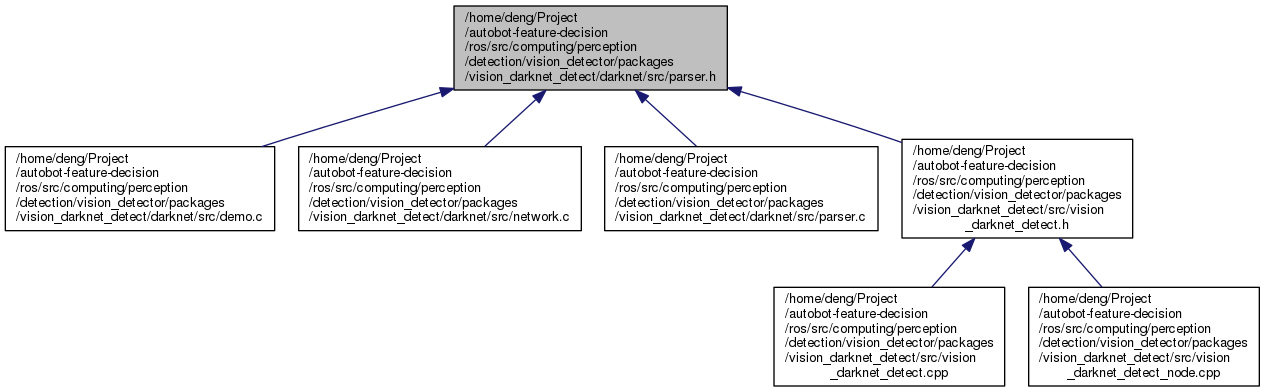 /home/deng/Project
/autobot-feature-decision
/ros/src/computing/perception
/detection/vision_detector/packages
/vision_darknet_detect/darknet/src/parser.h
/home/deng/Project
/autobot-feature-decision
/ros/src/computing/perception
/detection/vision_detector/packages
/vision_darknet_detect/darknet/src/demo.c
/home/deng/Project
/autobot-feature-decision
/ros/src/computing/perception
/detection/vision_detector/packages
/vision_darknet_detect/darknet/src/network.c
/home/deng/Project
/autobot-feature-decision
/ros/src/computing/perception
/detection/vision_detector/packages
/vision_darknet_detect/darknet/src/parser.c
/home/deng/Project
/autobot-feature-decision
/ros/src/computing/perception
/detection/vision_detector/packages
/vision_darknet_detect/src/vision
_darknet_detect.h
/home/deng/Project
/autobot-feature-decision
/ros/src/computing/perception
/detection/vision_detector/packages
/vision_darknet_detect/src/vision
_darknet_detect.cpp
/home/deng/Project
/autobot-feature-decision
/ros/src/computing/perception
/detection/vision_detector/packages
/vision_darknet_detect/src/vision
_darknet_detect_node.cpp